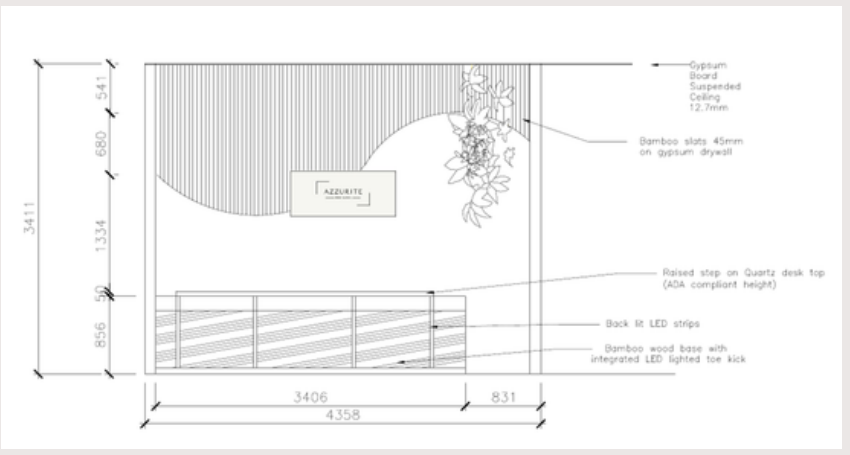 Gypsum
Board
Suspended
Ceiling
12,7mm
541
Bamboo slats 45mm
on gypsum drywall
680
AZZURITE
3411
1334
Raised step on Quartz desk top
(ADA compliant height)
50
Back lit LED strips
856
Bamboo wood base with
integrated LED lighted toe kick
3406
831
4358